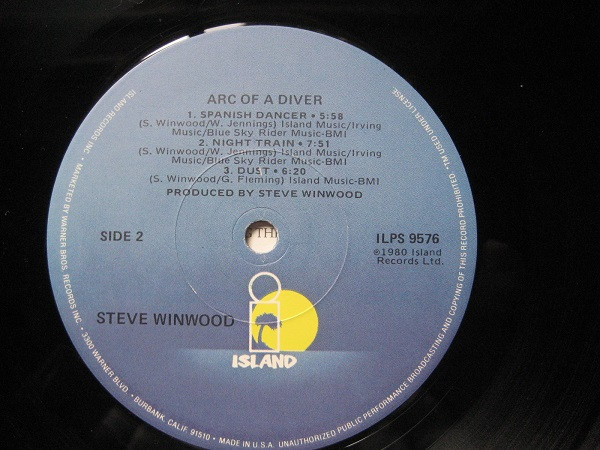 ARC OF A DIVER
1. SPANISH DANCER • 5:58
(S. Winwood/W. Jennings) Island Music/Irving
Music/Blue Sky Rider Music-BMI
2. NIGHT TRAIN • 7:51
(S. Winwood/W. Jennings) Island Music/Irving
Music/Blue Sky Rider Music-BMI
3. DUST • 6:20
(S. Winwood/G. Fleming) Island Music-BMI
PRODUCED BY STEVE WINWOOD
SIDE 2
ILPS 9576
℗1980 Island
Records Ltd.
STEVE WINWOOD
ISLAND
ISLAND RECORDS INC. • MARKETED BY WARNER BROS. RECORDS INC. • 3300 WARNER BLVD. • BURBANK. CALIF. 91510 • MADE IN U.S.A. UNAUTHORIZED PUBLIC PERFORMANCE BROADCASTING AND COPYING OF THIS RECORD PROHIBITED. •TM USED UNDER LICENSE.